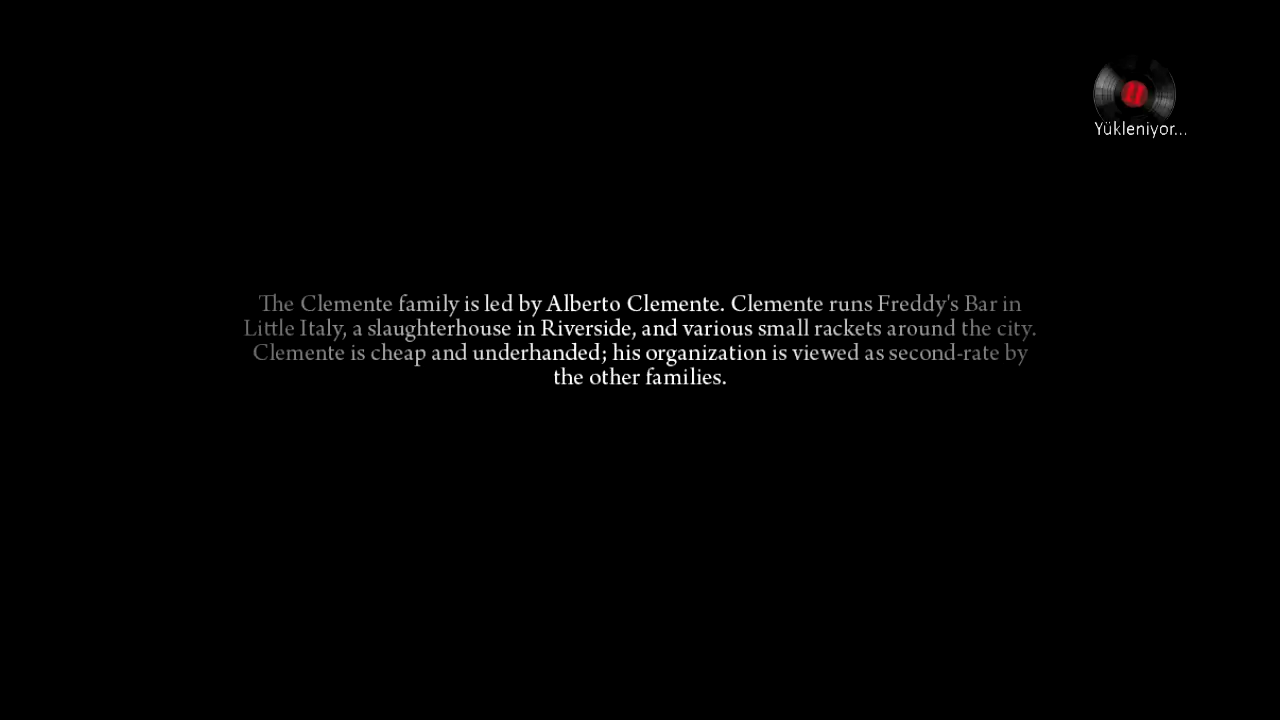 Yükleniyor...
The Clemente family is led by Alberto Clemente. Clemente runs Freddy's Bar in
Little Italy, a slaughterhouse in Riverside, and various small rackets around the city.
Clemente is cheap and underhanded; his organization is viewed as second-rate by
the other families.